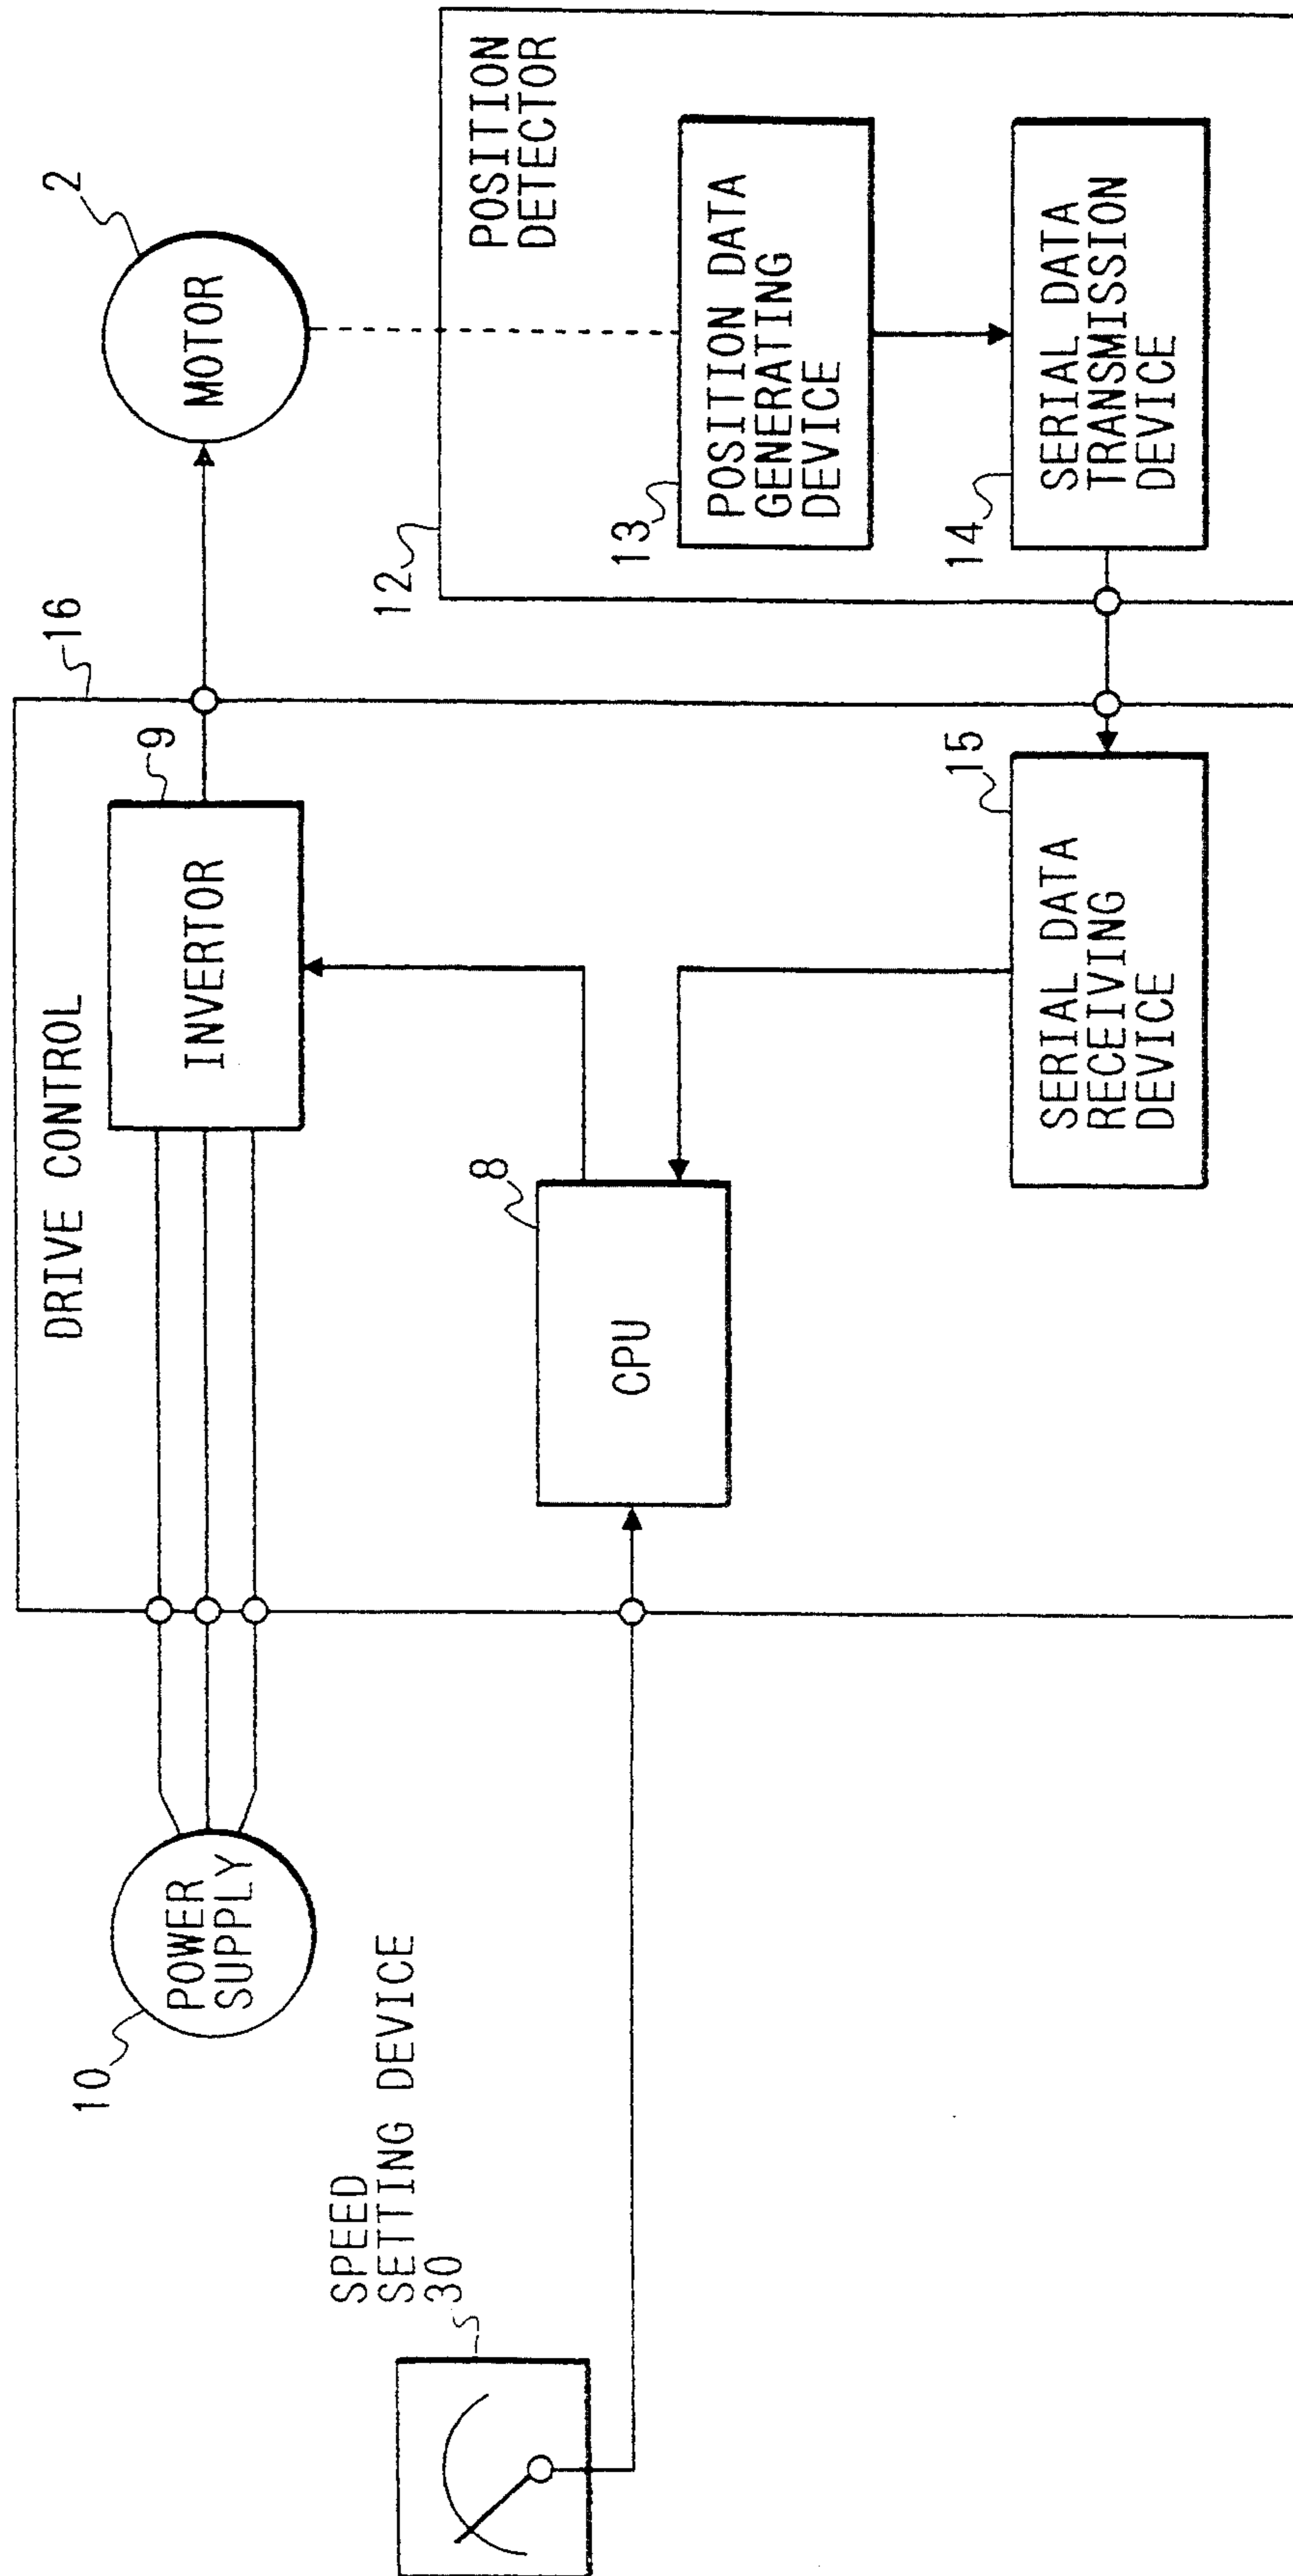 DRIVE CONTROL
16
2
MOTOR
9
INVERTOR
10
POWER
SUPPLY
POSITION
DETECTOR
12
SPEED
SETTING DEVICE
30
8
CPU
13
POSITION DATA
GENERATING
DEVICE
15
SERIAL DATA
RECEIVING
DEVICE
14
SERIAL DATA
TRANSMISSION
DEVICE